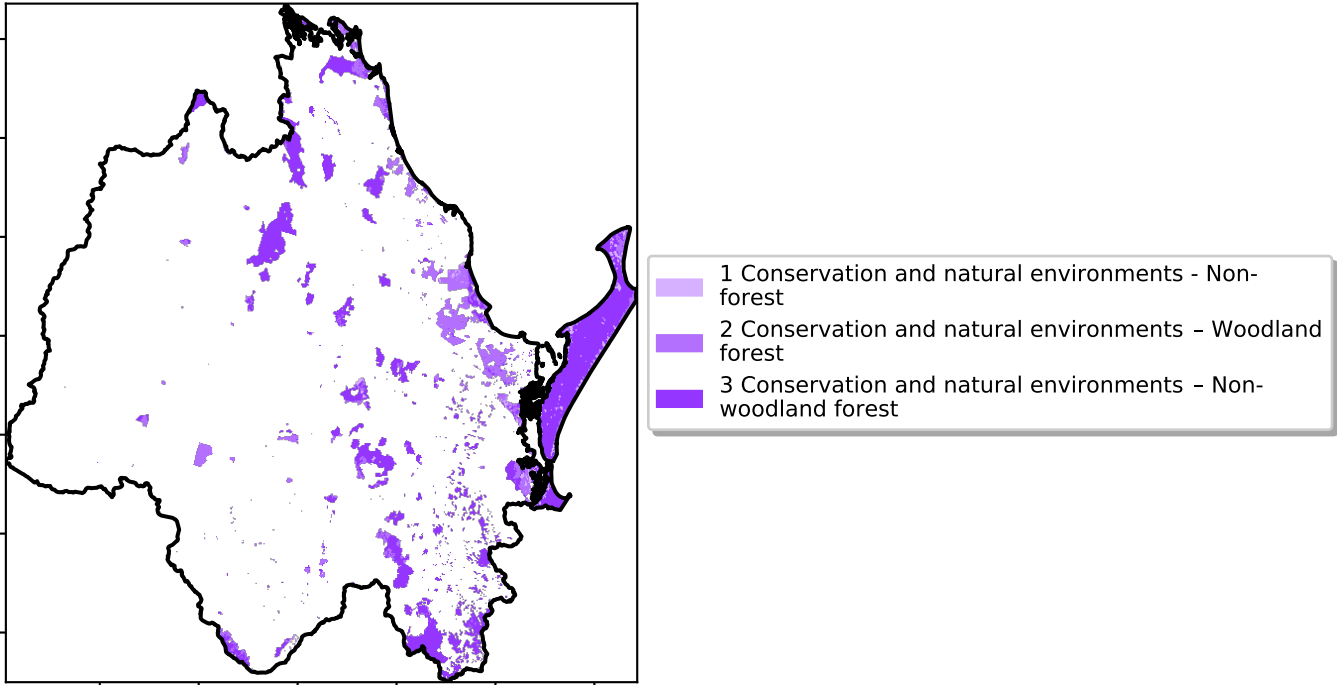 1 Conservation and natural environments - Non-
forest
2 Conservation and natural environments – Woodland
forest
3 Conservation and natural environments – Non-
woodland forest